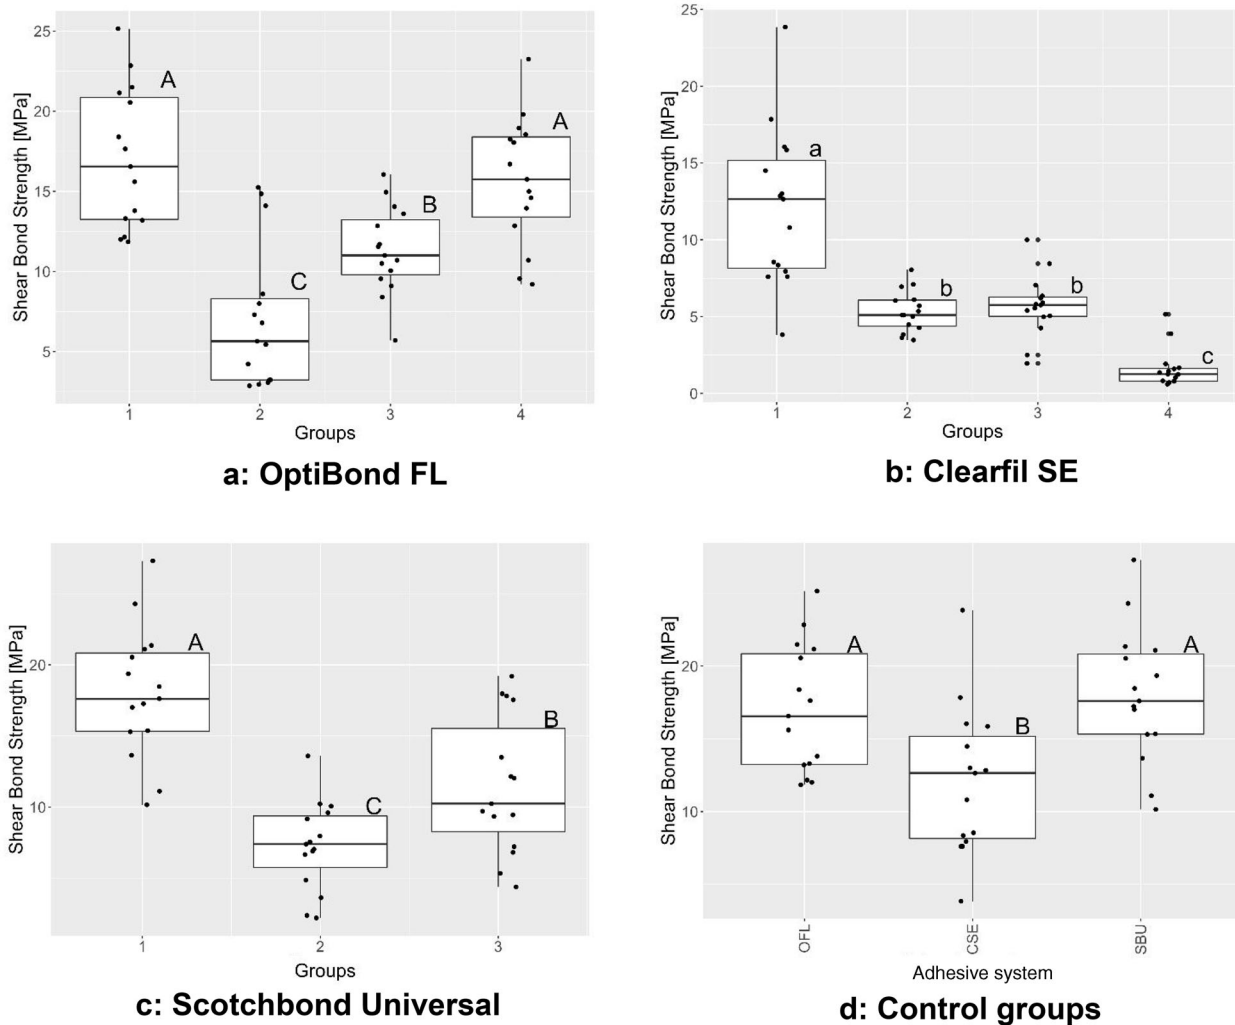 Shear Bond Strength [MPa]
25
20
15
10
5
A
C
B
A
1 2 3 4
Groups
a: OptiBond FL
Shear Bond Strength [MPa]
25
20
15
10
5
0
a
b
b
c
1 2 3 4
Groups
b: Clearfil SE
Shear Bond Strength [MPa]
20
10
A
C
B
1 2 3
Groups
c: Scotchbond Universal
Shear Bond Strength [MPa]
20
10
A
B
A
OFL CSE SBU
Adhesive system
d: Control groups